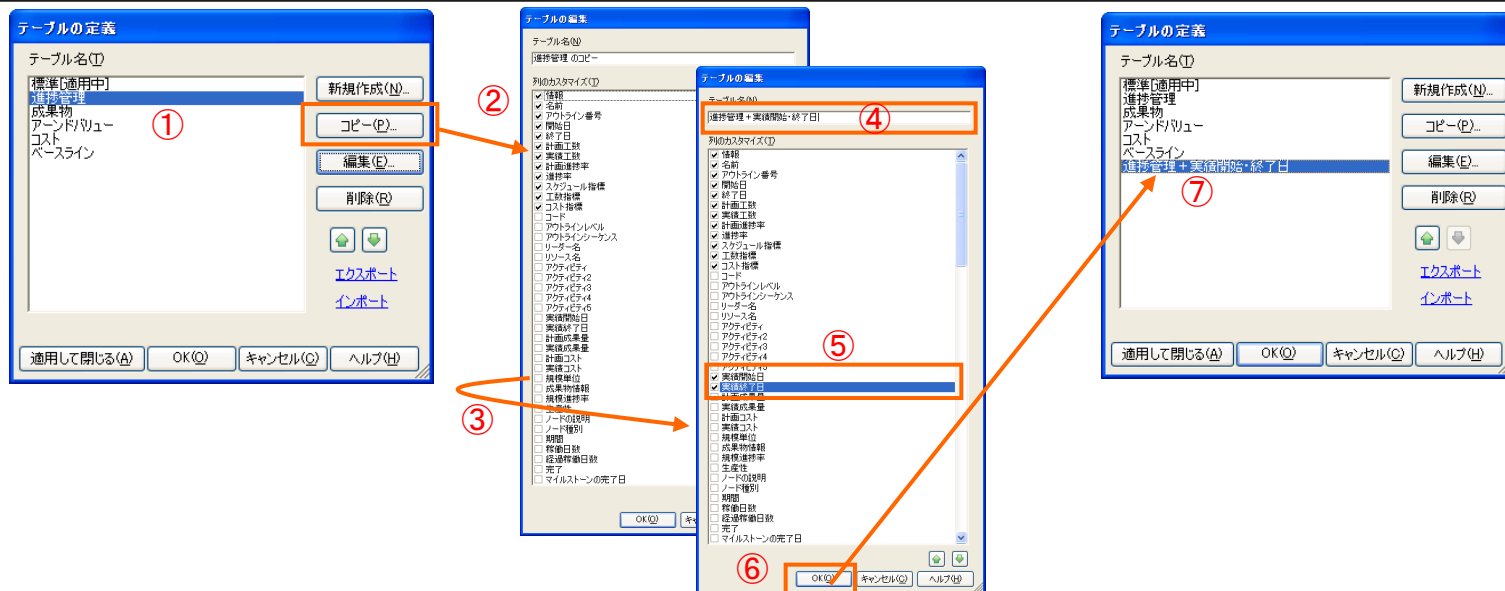 テーブルの定義
テーブル名(T)
標準[適用中]
進捗管理
成果物
アーンドバリュー
コスト
ベースライン
①
新規作成(N)...
コピー(P)...
編集(E)...
削除(R)
エクスポート
インポート
適用して閉じる(A)
OK(O)
キャンセル(C)
ヘルプ(H)
②
③
テーブルの編集
テーブル名(N)
進捗管理 のコピー
列のカスタマイズ(T)
情報
名前
アウトライン番号
開始日
終了日
計画工数
実績工数
計画進捗率
進捗率
スケジュール指標
工数指標
コスト指標
コード
アウトラインレベル
アウトラインシーケンス
リーダー名
リソース名
アクティビティ
アクティビティ2
アクティビティ3
アクティビティ4
アクティビティ5
実績開始日
実績終了日
計画成果量
実績成果量
計画コスト
実績コスト
規模単位
成果物情報
規模進捗率
生産性
ノードの説明
ノード種別
期間
稼働日数
経過稼働日数
完了
マイルストーンの完了日
OK(O)
テーブルの編集
テーブル名(N)
進捗管理+実績開始・終了日
④
列のカスタマイズ(T)
情報
名前
アウトライン番号
開始日
終了日
計画工数
実績工数
計画進捗率
進捗率
スケジュール指標
工数指標
コスト指標
コード
アウトラインレベル
アウトラインシーケンス
リーダー名
リソース名
アクティビティ
アクティビティ2
アクティビティ3
アクティビティ4
アクティビティ5
⑤
実績開始日
実績終了日
計画成果量
実績成果量
計画コスト
実績コスト
規模単位
成果物情報
規模進捗率
生産性
ノードの説明
ノード種別
期間
稼働日数
経過稼働日数
完了
マイルストーンの完了日
⑥
OK(O)
キャンセル(C)
ヘルプ(H)
テーブルの定義
テーブル名(T)
標準[適用中]
進捗管理
成果物
アーンドバリュー
コスト
ベースライン
進捗管理+実績開始・終了日
⑦
新規作成(N)...
コピー(P)...
編集(E)...
削除(R)
エクスポート
インポート
適用して閉じる(A)
OK(O)
キャンセル(C)
ヘルプ(H)